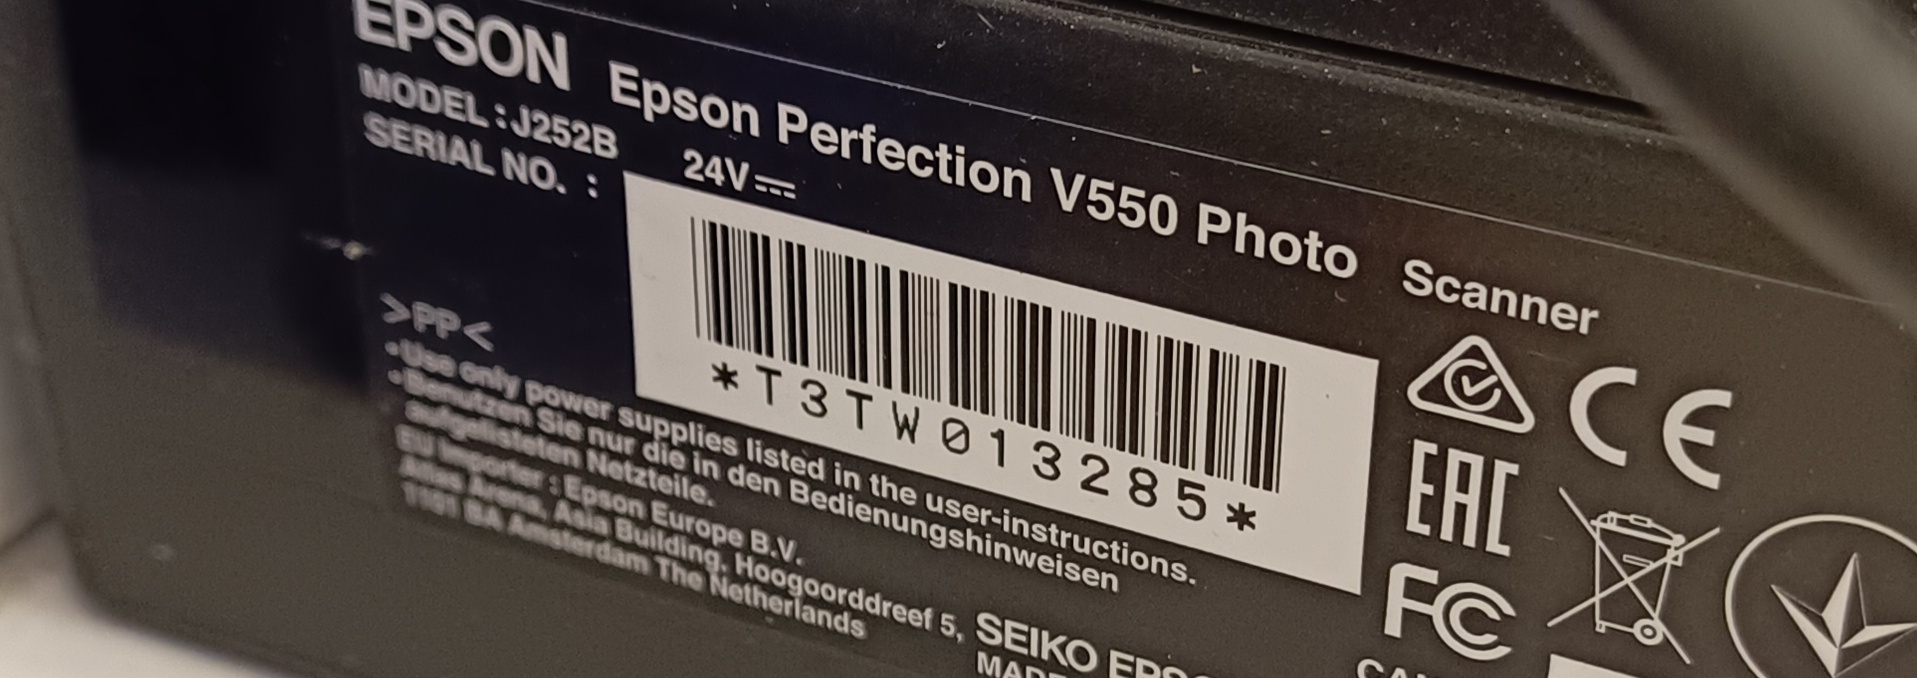 EPSON Epson Perfection V550 Photo Scanner
MODEL : J252B 24V
SERIAL NO. :
*T3TW013285*
>PP<
•Use only power supplies listed in the user-instructions.
•Benutzen Sie nur die in den Bedienungshinweisen
aufgelisteten Netzteile.
EU Importer : Epson Europe B.V.
Atlas Arena, Asia Building, Hoogoorddreef 5,
1101 BA Amsterdam The Netherlands
SEIKO
CE
EAC
FC